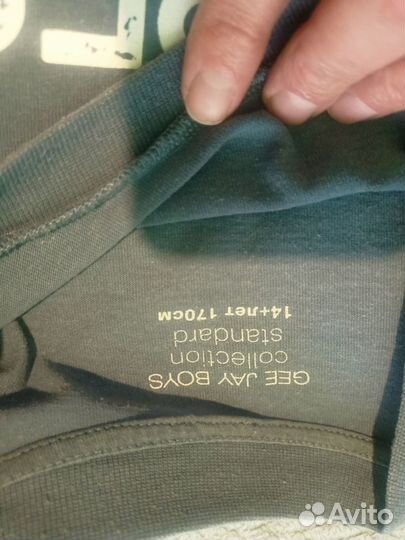 GEE JAY BOYS
collection
standard
14+лет 170см
Avito